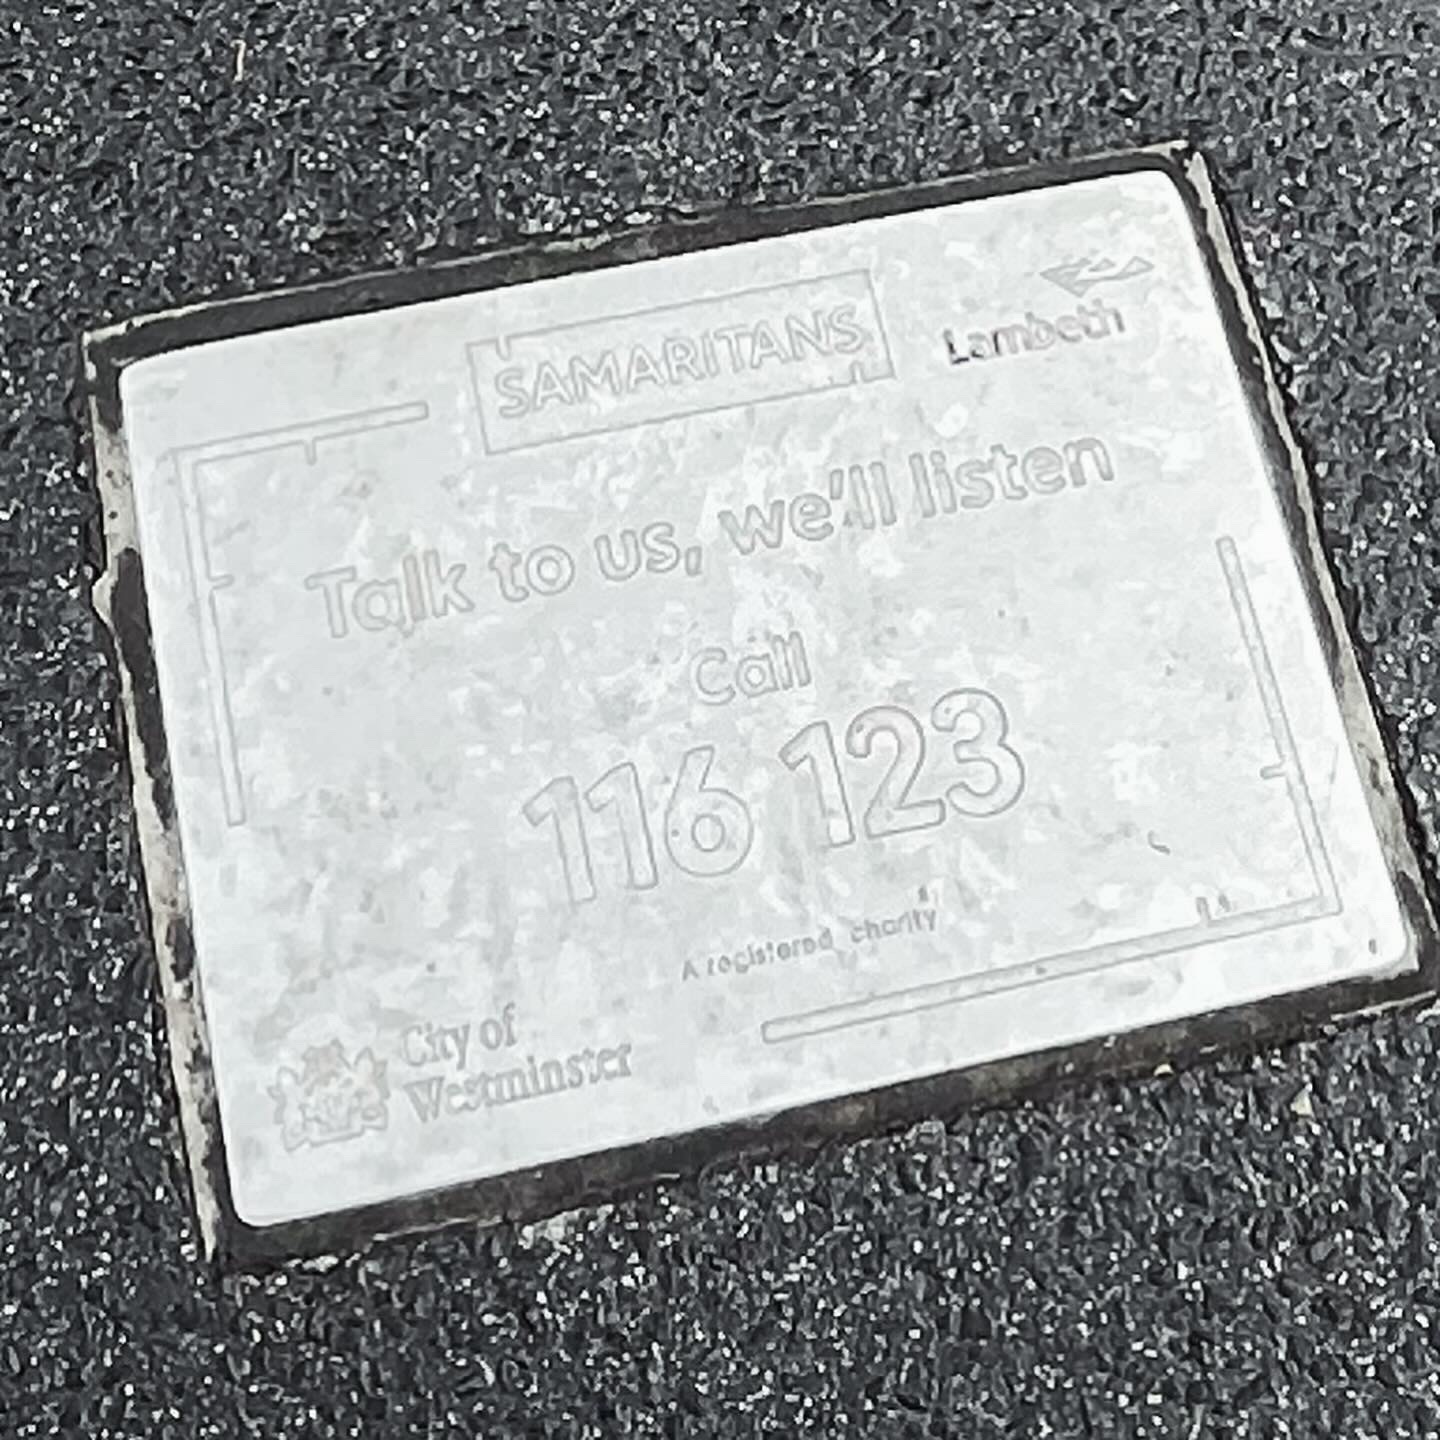 SAMARITANS
Lambeth
Talk to us, we'll listen
Call
116 123
A registered charity
City of
Westminster